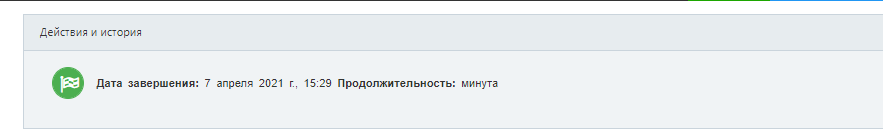 Действия и история
Дата завершения: 7 апреля 2021 г., 15:29 Продолжительность: минута